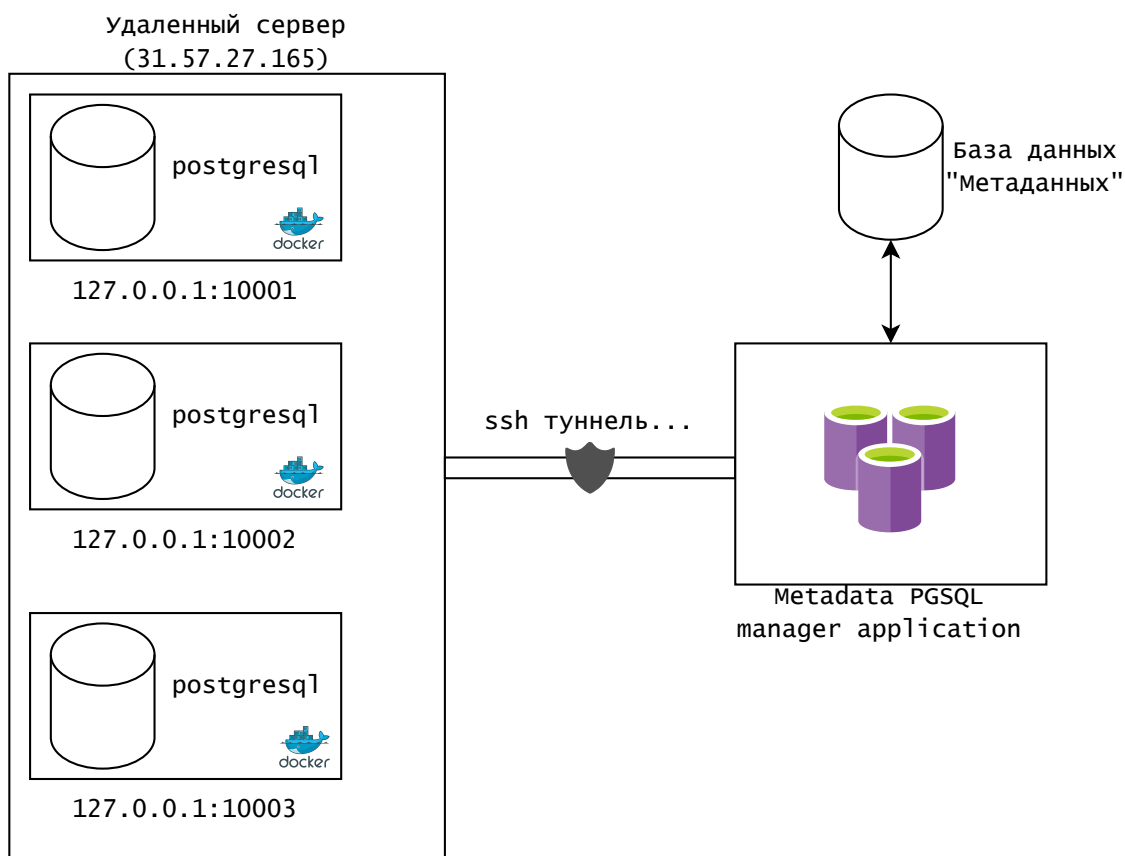 Удаленный сервер
(31.57.27.165)
postgresql
docker
127.0.0.1:10001
postgresql
docker
127.0.0.1:10002
postgresql
docker
127.0.0.1:10003
ssh туннель...
База данных
"Метаданных"
Metadata PGSQL
manager application